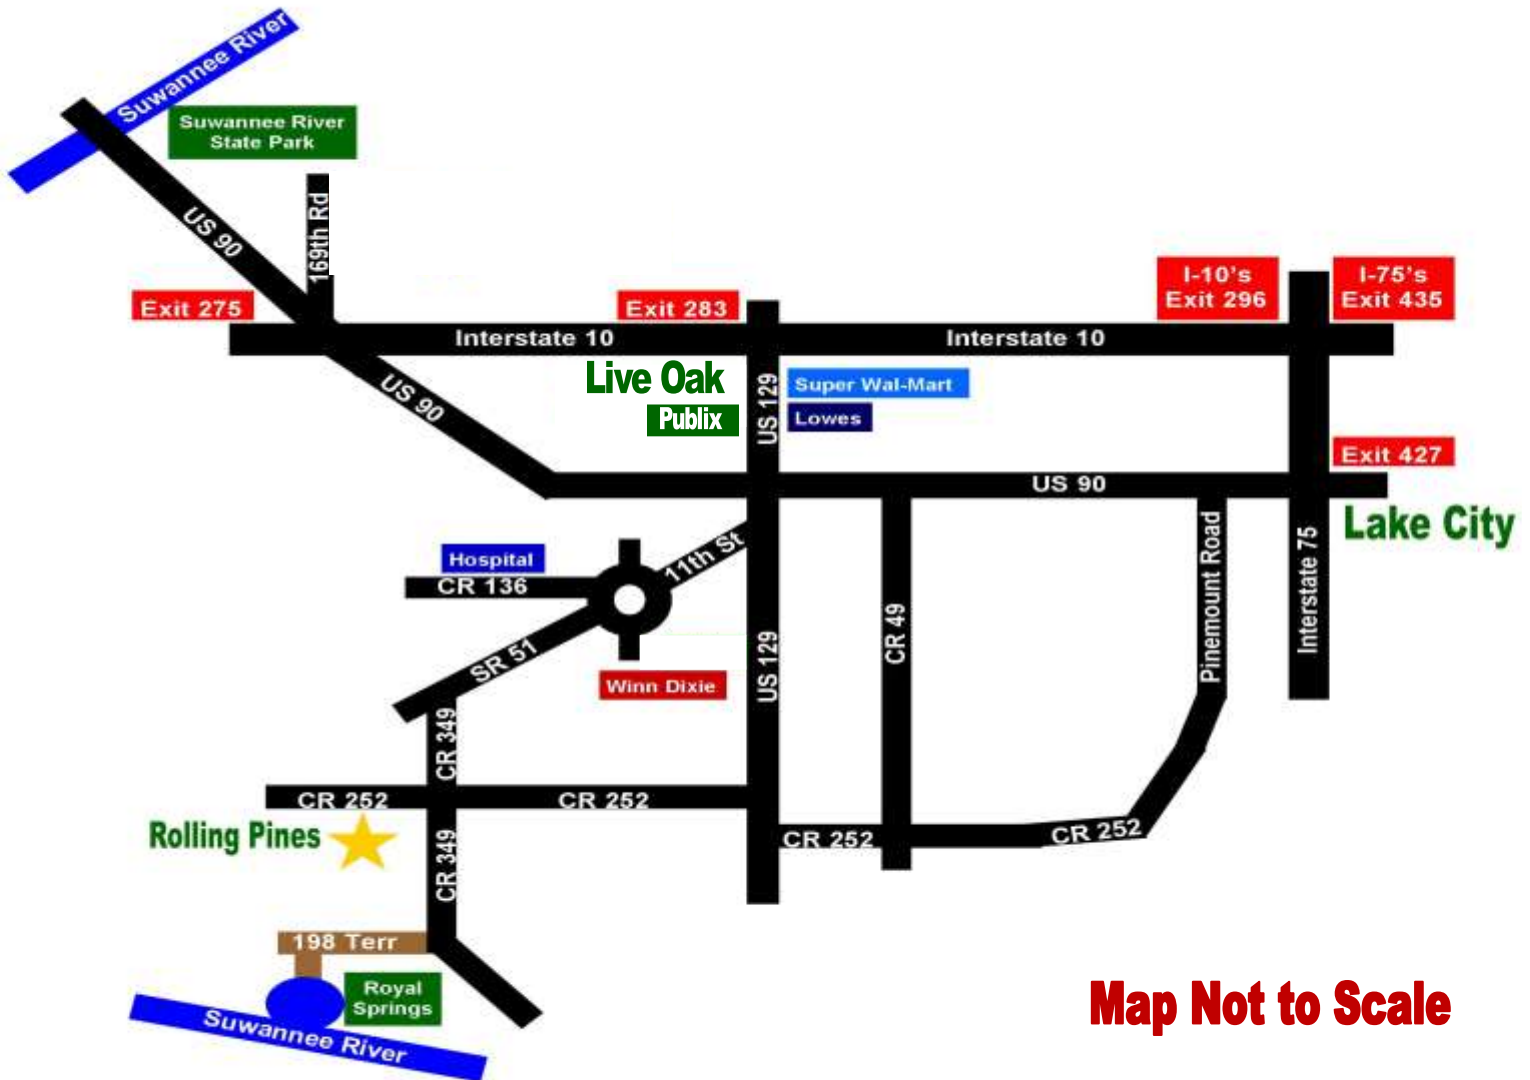 Suwannee River
Suwannee River
State Park
US 90
169th Rd
I-10's
Exit 296
I-75's
Exit 435
Exit 275
Exit 283
Interstate 10
Interstate 10
Live Oak
Publix
US 129
Super Wal-Mart
Lowes
US 90
Exit 427
US 90
Lake City
Hospital
CR 136
11th St
Pinemount Road
Interstate 75
SR 51
Winn Dixie
US 129
CR 49
CR 349
CR 252
CR 252
Rolling Pines
CR 349
CR 252
CR 252
198 Terr
Royal
Springs
Suwannee River
Map Not to Scale